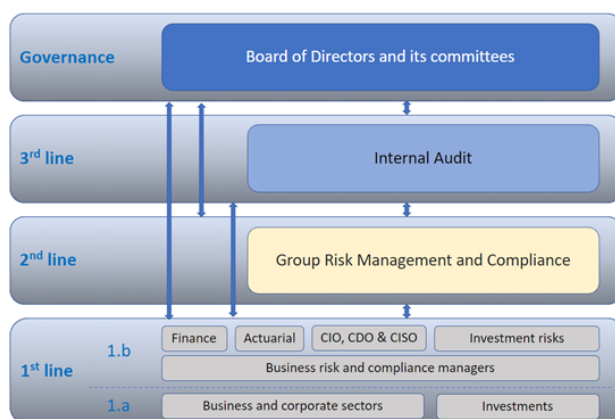 Governance
Board of Directors and its committees
3rd line
Internal Audit
2nd line
Group Risk Management and Compliance
1st line
1.b
Finance
Actuarial
CIO, CDO & CISO
Investment risks
Business risk and compliance managers
1.a
Business and corporate sectors
Investments